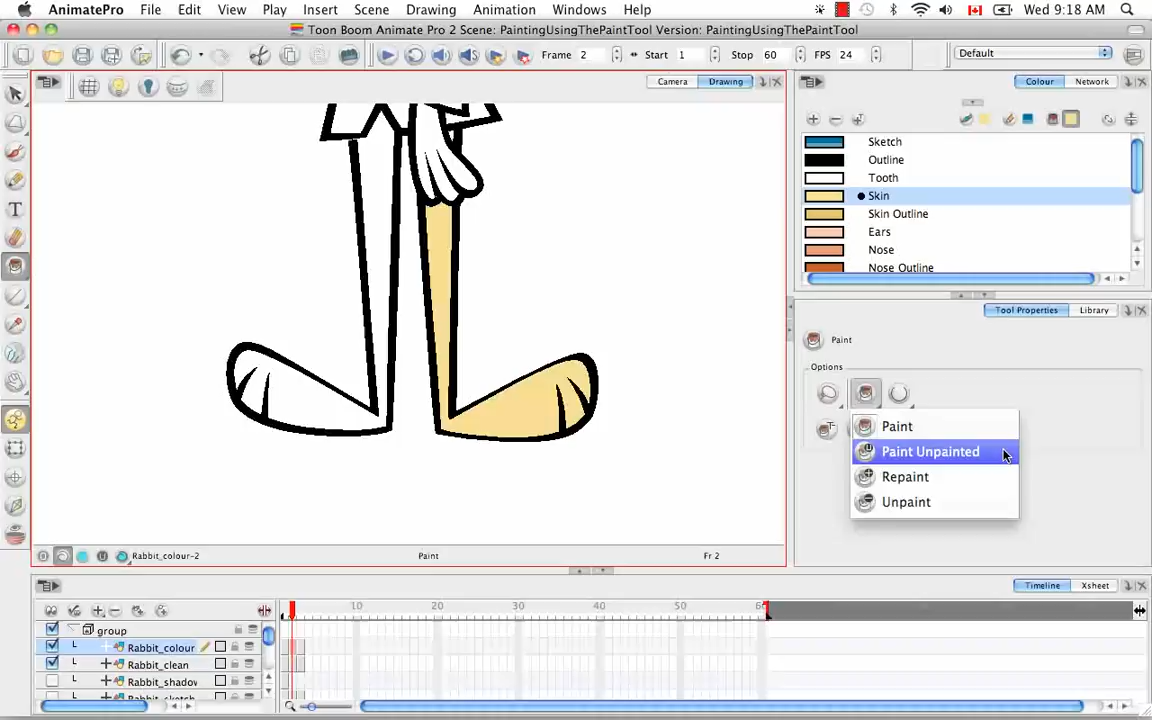 AnimatePro File Edit View Play Insert Scene Drawing Animation Windows Help Wed 9:18 AM
Toon Boom Animate Pro 2 Scene: PaintingUsingThePaintTool Version: PaintingUsingThePaintTool
Frame 2 Start 1 Stop 60 FPS 24 Default
Camera Drawing Colour Network
Sketch
Outline
Tooth
Skin
Skin Outline
Ears
Nose
Nose Outline
Tool Properties Library
Paint
Options
Paint
Paint Unpainted
Repaint
Unpaint
Rabbit_colour-2 Paint Fr 2
Timeline Xsheet
10 20 30 40 50
group
Rabbit_colour
Rabbit_clean
Rabbit_shadow
Rabbit_sketch